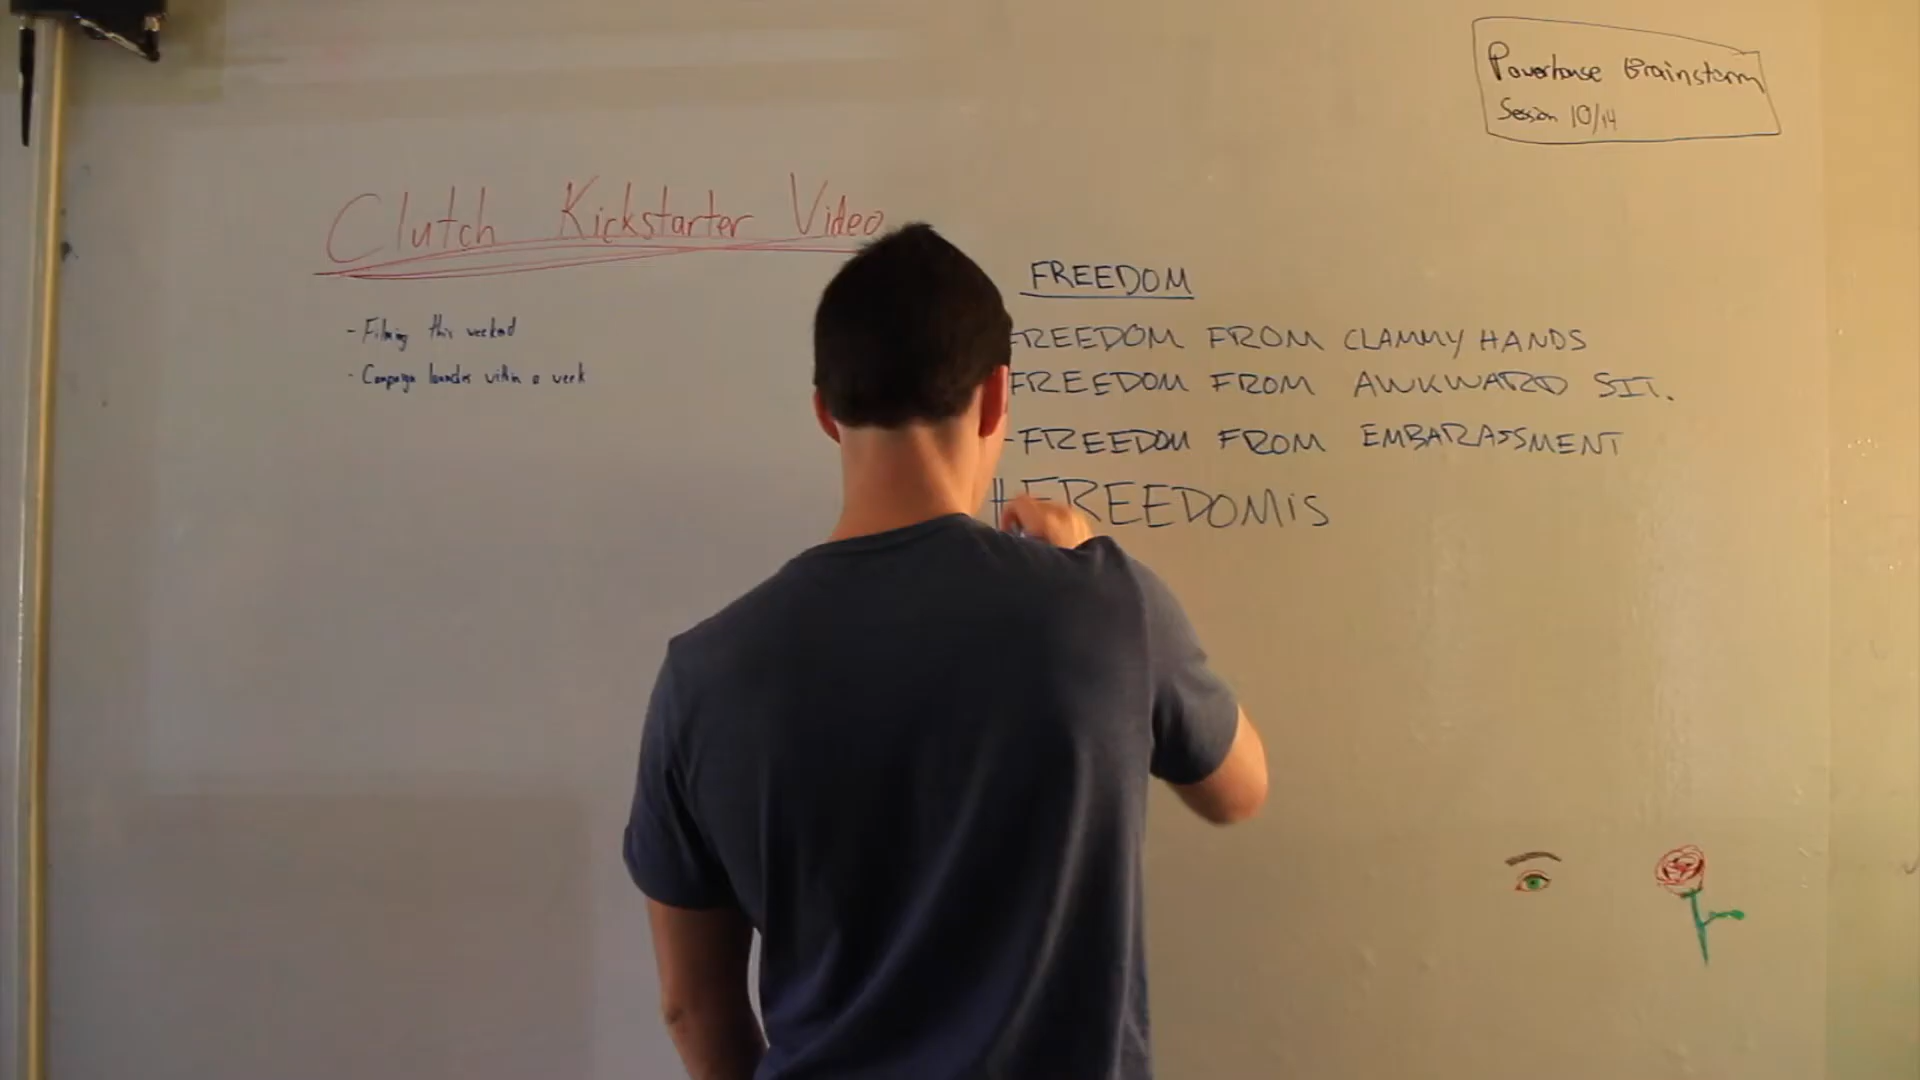 Powerhouse Brainstorm
Session 10/14
Clutch Kickstarter Video
- Filming this weekend
- Campaign launches within a week
FREEDOM
FREEDOM FROM CLAMMY HANDS
FREEDOM FROM AWKWARD SIT.
-FREEDOM FROM EMBARASSMENT
#FREEDOMiS